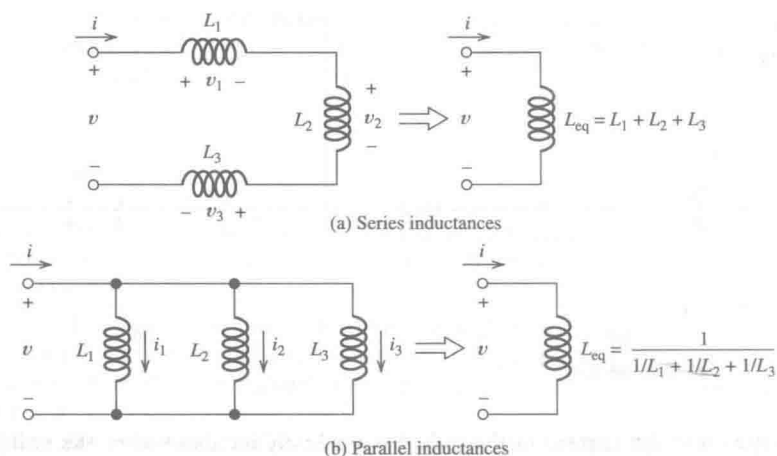 i L₁ i
+ + v₁ − + +
v L₂ v₂ v Leq = L₁ + L₂ + L₃
L₃ −
− − v₃ + −
(a) Series inductances
i i
+ +
v L₁ i₁ L₂ i₂ L₃ i₃ v Leq = 1 / 1/L₁ + 1/L₂ + 1/L₃
− −
(b) Parallel inductances